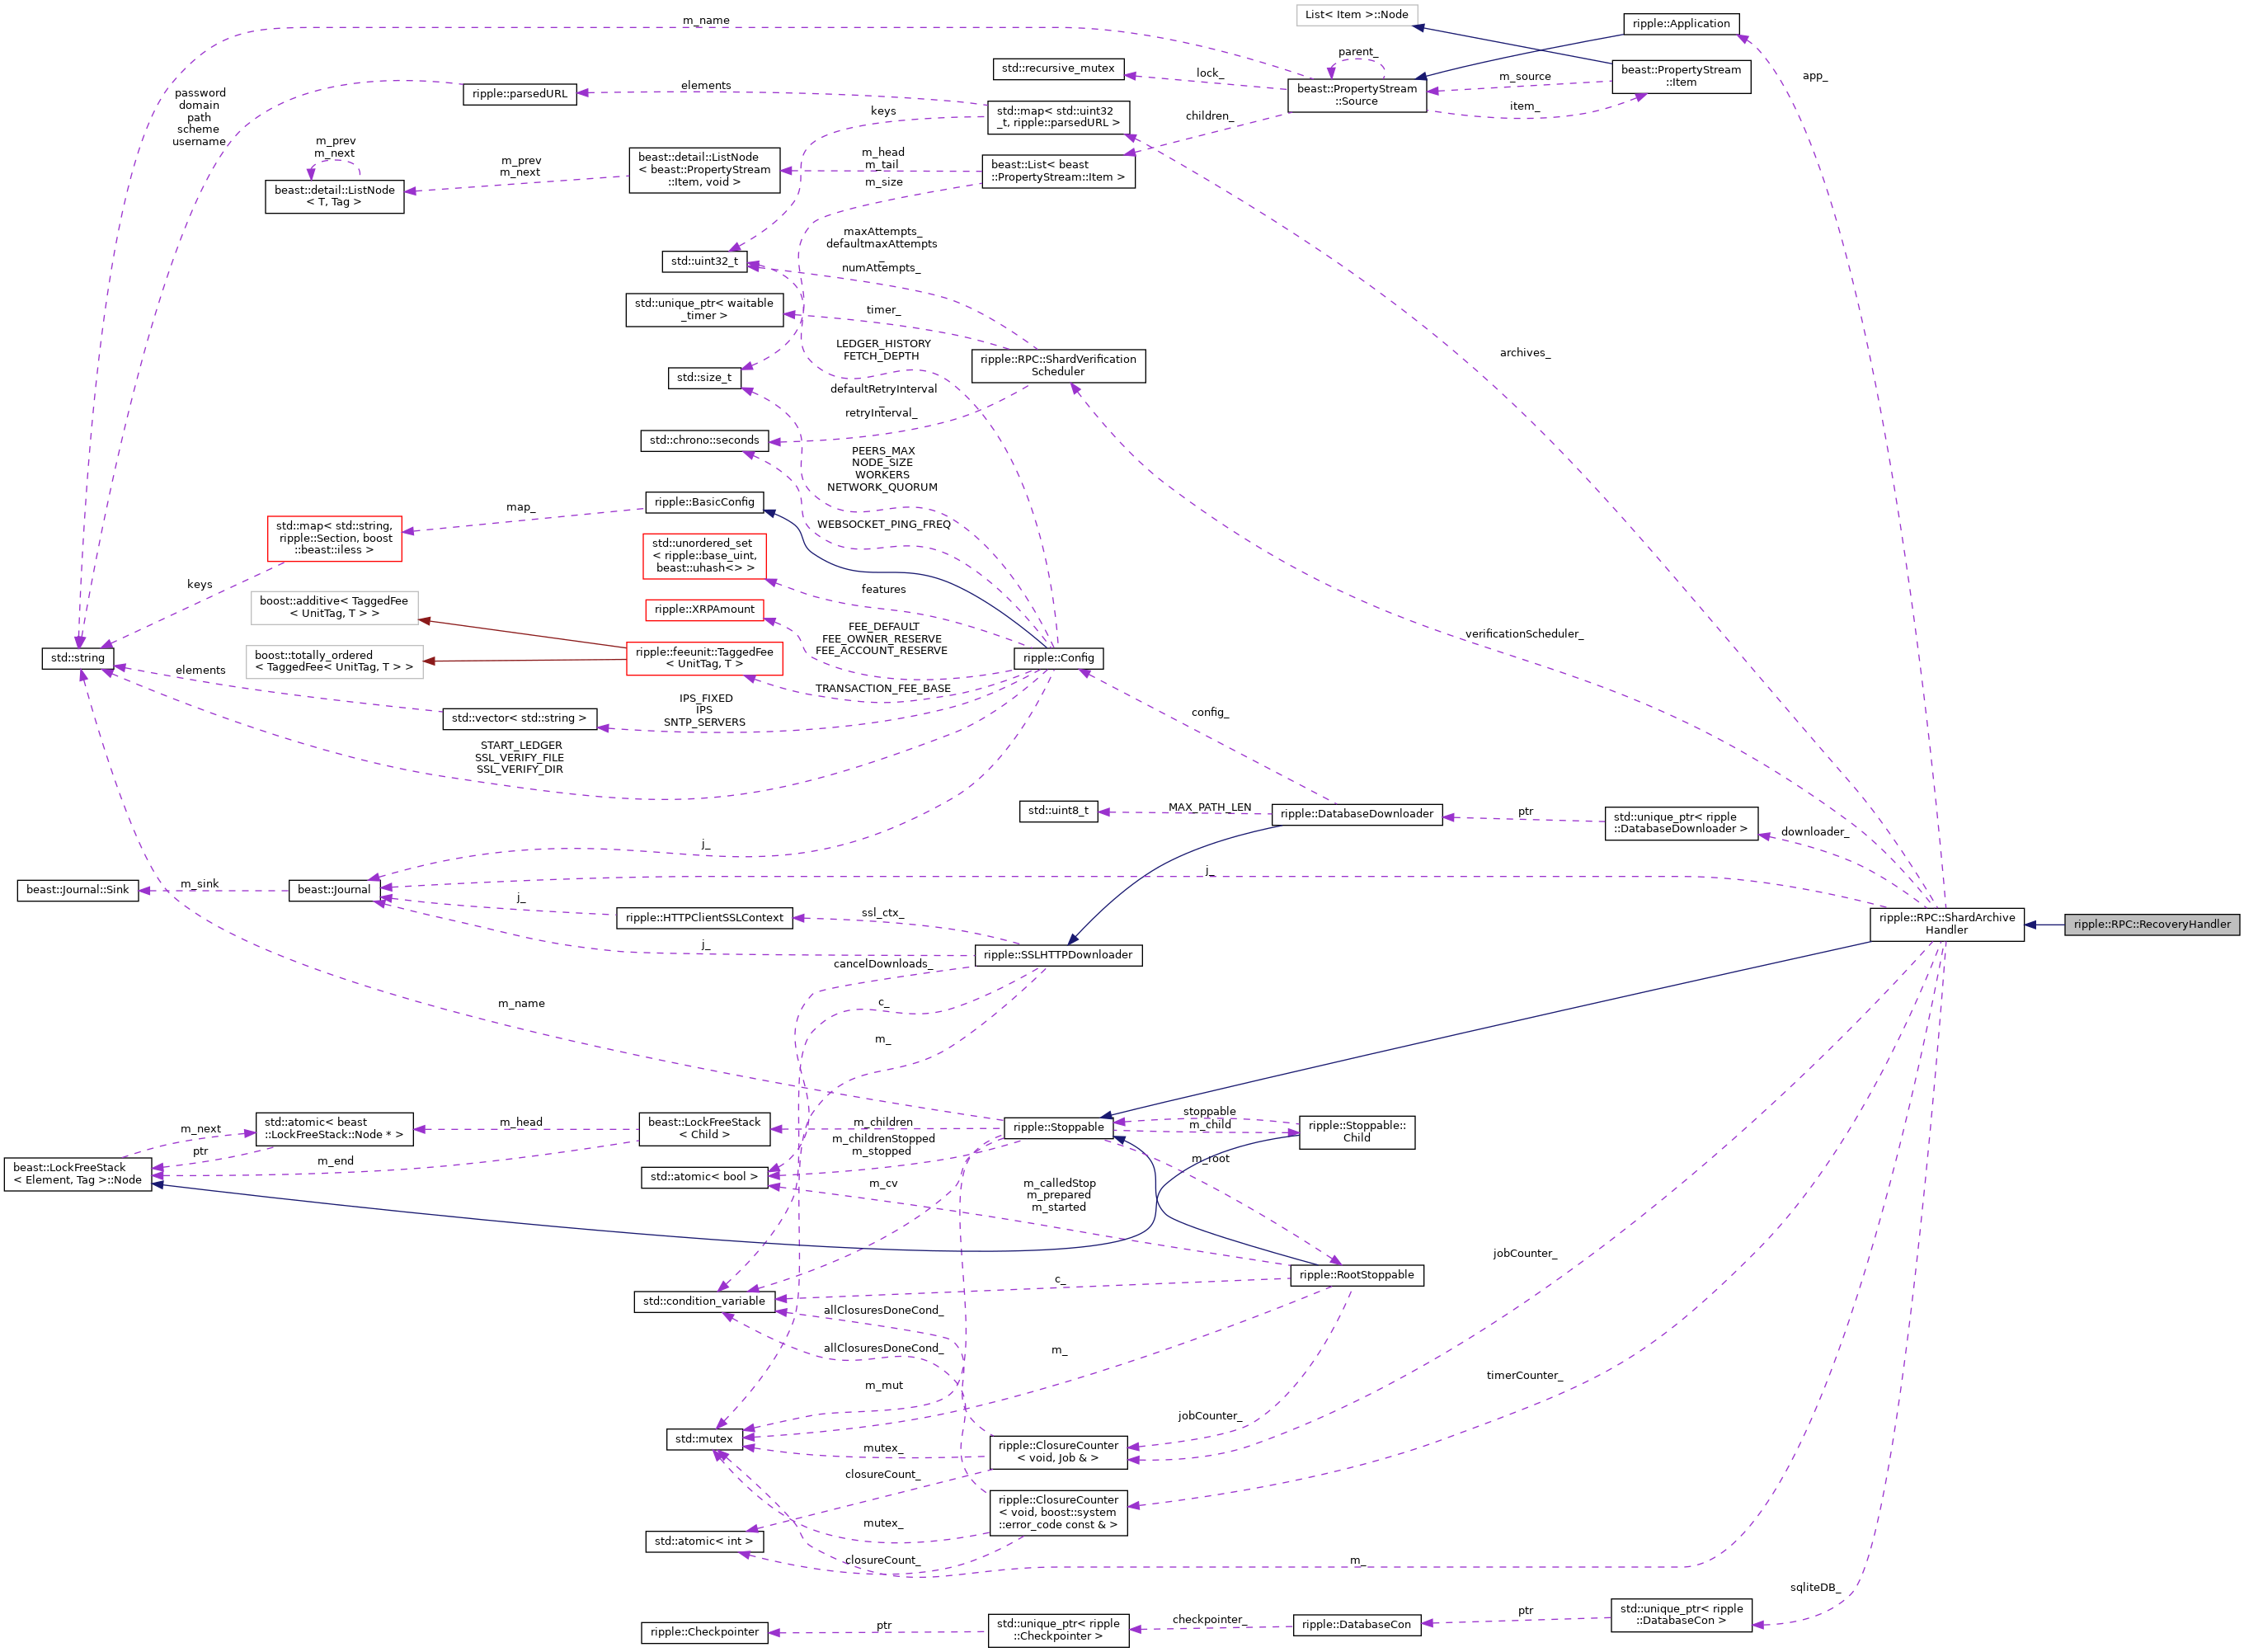 m_name
List< Item >::Node
ripple::Application
parent_
std::recursive_mutex
lock_
beast::PropertyStream
::Source
m_source
item_
beast::PropertyStream
::Item
app_
password
domain
path
scheme
username
ripple::parsedURL
elements
keys
std::map< std::uint32
_t, ripple::parsedURL >
children_
m_prev
m_next
beast::detail::ListNode
< T, Tag >
m_prev
m_next
beast::detail::ListNode
< beast::PropertyStream
::Item, void >
m_head
m_tail
m_size
beast::List< beast
::PropertyStream::Item >
maxAttempts_
defaultmaxAttempts
_
numAttempts_
std::uint32_t
std::unique_ptr< waitable
_timer >
timer_
LEDGER_HISTORY
FETCH_DEPTH
ripple::RPC::ShardVerification
Scheduler
archives_
std::size_t
defaultRetryInterval
_
retryInterval_
std::chrono::seconds
PEERS_MAX
NODE_SIZE
WORKERS
NETWORK_QUORUM
ripple::BasicConfig
map_
WEBSOCKET_PING_FREQ
std::map< std::string,
ripple::Section, boost
::beast::iless >
std::unordered_set
< ripple::base_uint,
beast::uhash<> >
keys
features
boost::additive< TaggedFee
< UnitTag, T > >
ripple::XRPAmount
FEE_DEFAULT
FEE_OWNER_RESERVE
FEE_ACCOUNT_RESERVE
verificationScheduler_
std::string
boost::totally_ordered
< TaggedFee< UnitTag, T > >
ripple::feeunit::TaggedFee
< UnitTag, T >
ripple::Config
elements
TRANSACTION_FEE_BASE
std::vector< std::string >
IPS_FIXED
IPS
SNTP_SERVERS
config_
START_LEDGER
SSL_VERIFY_FILE
SSL_VERIFY_DIR
std::uint8_t
MAX_PATH_LEN
ripple::DatabaseDownloader
ptr
std::unique_ptr< ripple
::DatabaseDownloader >
downloader_
j_
j_
beast::Journal::Sink
m_sink
beast::Journal
j_
ripple::HTTPClientSSLContext
ssl_ctx_
ripple::RPC::ShardArchive
Handler
ripple::RPC::RecoveryHandler
j_
ripple::SSLHTTPDownloader
cancelDownloads_
c_
m_name
m_
m_next
ptr
std::atomic< beast
::LockFreeStack::Node * >
m_head
beast::LockFreeStack
< Child >
m_children
m_childrenStopped
m_stopped
ripple::Stoppable
stoppable
m_child
ripple::Stoppable::
Child
beast::LockFreeStack
< Element, Tag >::Node
m_end
std::atomic< bool >
m_cv
m_root
m_calledStop
m_prepared
m_started
jobCounter_
ripple::RootStoppable
c_
std::condition_variable
allClosuresDoneCond_
allClosuresDoneCond_
m_
m_mut
timerCounter_
jobCounter_
std::mutex
mutex_
ripple::ClosureCounter
< void, Job & >
closureCount_
ripple::ClosureCounter
< void, boost::system
::error_code const & >
mutex_
std::atomic< int >
closureCount_
m_
sqliteDB_
ripple::Checkpointer
ptr
std::unique_ptr< ripple
::Checkpointer >
checkpointer_
ripple::DatabaseCon
ptr
std::unique_ptr< ripple
::DatabaseCon >